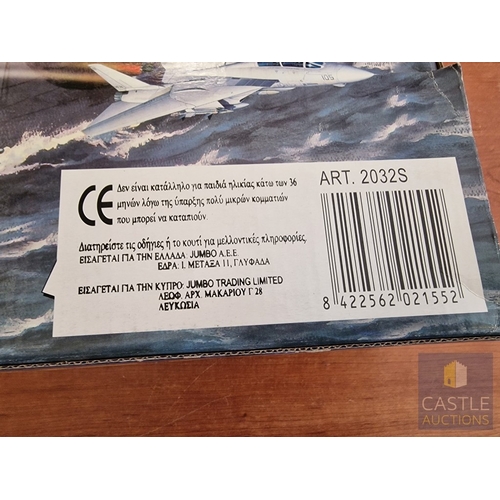 105
CE
Δεν είναι κατάλληλο για παιδιά ηλικίας κάτω των 36
μηνών λόγω της ύπαρξης πολύ μικρών κομματιών
που μπορεί να καταπιούν.
Διατηρείστε τις οδηγίες ή το κουτί για μελλοντικές πληροφορίες.
ΕΙΣΑΓΕΤΑΙ ΓΙΑ ΤΗΝ ΕΛΛΑΔΑ JUMBO A.E.E.
ΕΔΡΑ: Ι. ΜΕΤΑΞΑ 11, ΓΛΥΦΑΔΑ
ΕΙΣΑΓΕΤΑΙ ΓΙΑ ΤΗΝ ΚΥΠΡΟ: JUMBO TRADING LIMITED
ΛΕΩΦ. ΑΡΧ. ΜΑΚΑΡΙΟΥ Γ' 28
ΛΕΥΚΩΣΙΑ
ART. 2032S
8 422562 021552
CASTLE
AUCTIONS